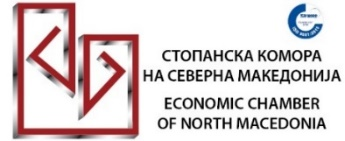 СТОПАНСКА КОМОРА
НА СЕВЕРНА МАКЕДОНИЈА
ECONOMIC CHAMBER
OF NORTH MACEDONIA